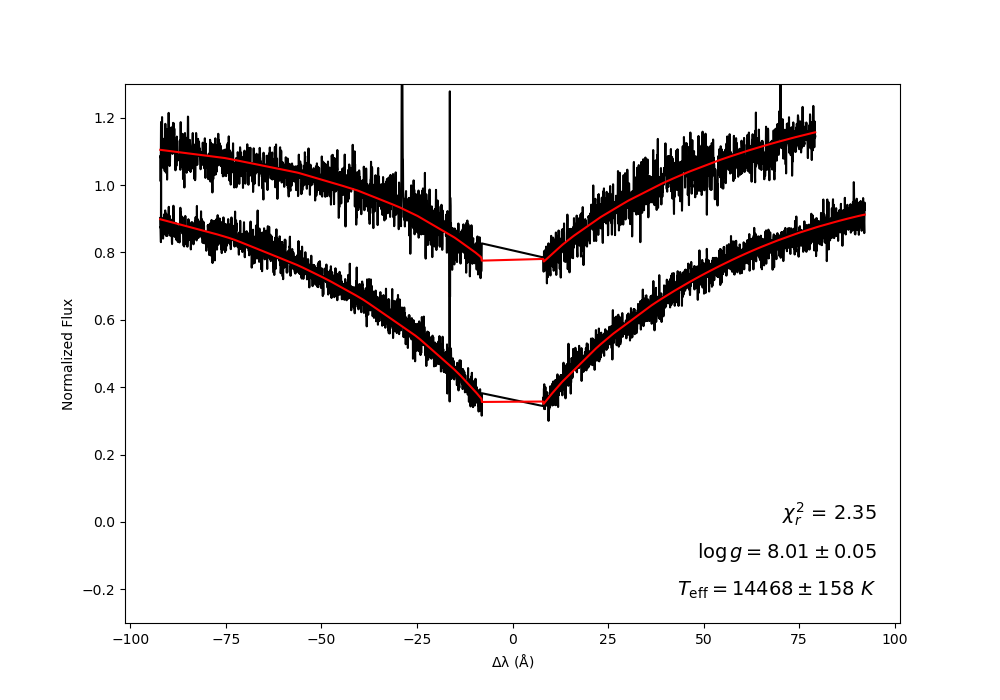 1.2
1.0
0.8
0.6
0.4
0.2
0.0
−0.2
Normalized Flux
χ²ᵣ = 2.35
log g = 8.01 ± 0.05
T_eff = 14468 ± 158 K
−100 −75 −50 −25 0 25 50 75 100
Δλ (Å)